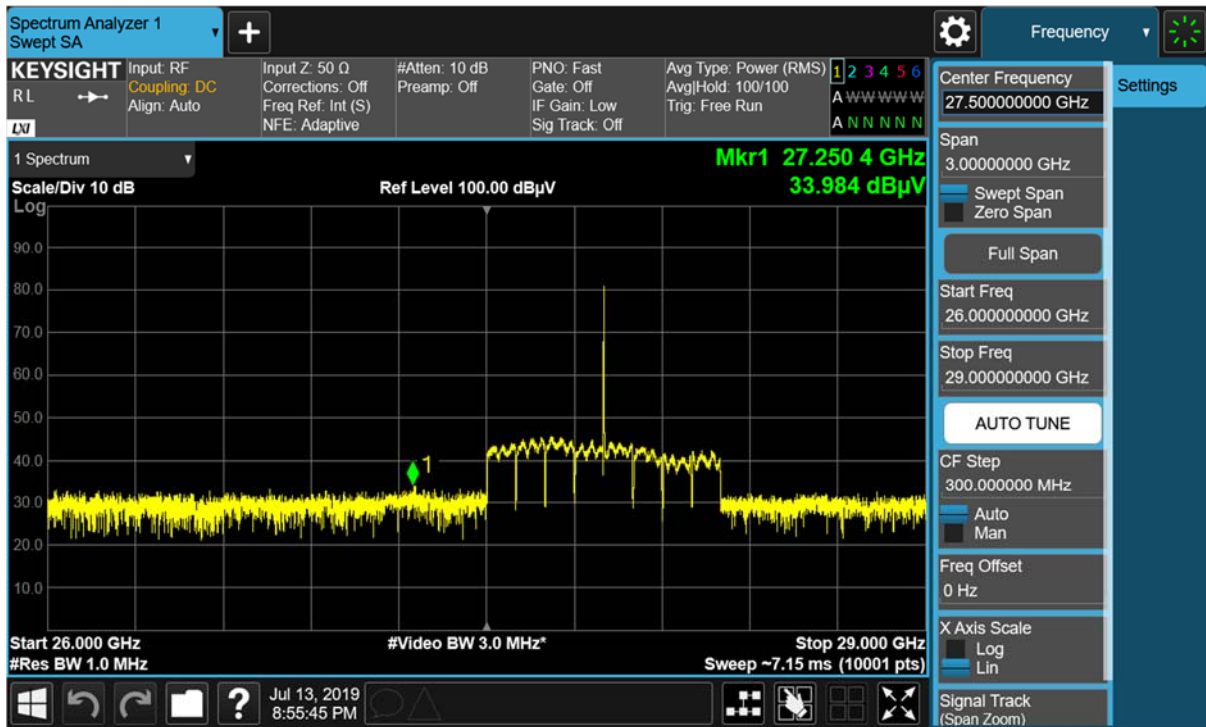 Spectrum Analyzer 1
Swept SA
+
Frequency
KEYSIGHT
RL
LXI
Input: RF
Coupling: DC
Align: Auto
Input Z: 50 Ω
Corrections: Off
Freq Ref: Int (S)
NFE: Adaptive
#Atten: 10 dB
Preamp: Off
PNO: Fast
Gate: Off
IF Gain: Low
Sig Track: Off
Avg Type: Power (RMS)
Avg|Hold: 100/100
Trig: Free Run
1 2 3 4 5 6
A W W W W W
A N N N N N
1 Spectrum
Scale/Div 10 dB
Log
Ref Level 100.00 dBµV
Mkr1 27.250 4 GHz
33.984 dBµV
90.0
80.0
70.0
60.0
50.0
40.0
30.0
20.0
10.0
1
Start 26.000 GHz
#Res BW 1.0 MHz
#Video BW 3.0 MHz*
Stop 29.000 GHz
Sweep ~7.15 ms (10001 pts)
Center Frequency
27.500000000 GHz
Settings
Span
3.00000000 GHz
Swept Span
Zero Span
Full Span
Start Freq
26.000000000 GHz
Stop Freq
29.000000000 GHz
AUTO TUNE
CF Step
300.000000 MHz
Auto
Man
Freq Offset
0 Hz
X Axis Scale
Log
Lin
Signal Track
(Span Zoom)
?
Jul 13, 2019
8:55:45 PM